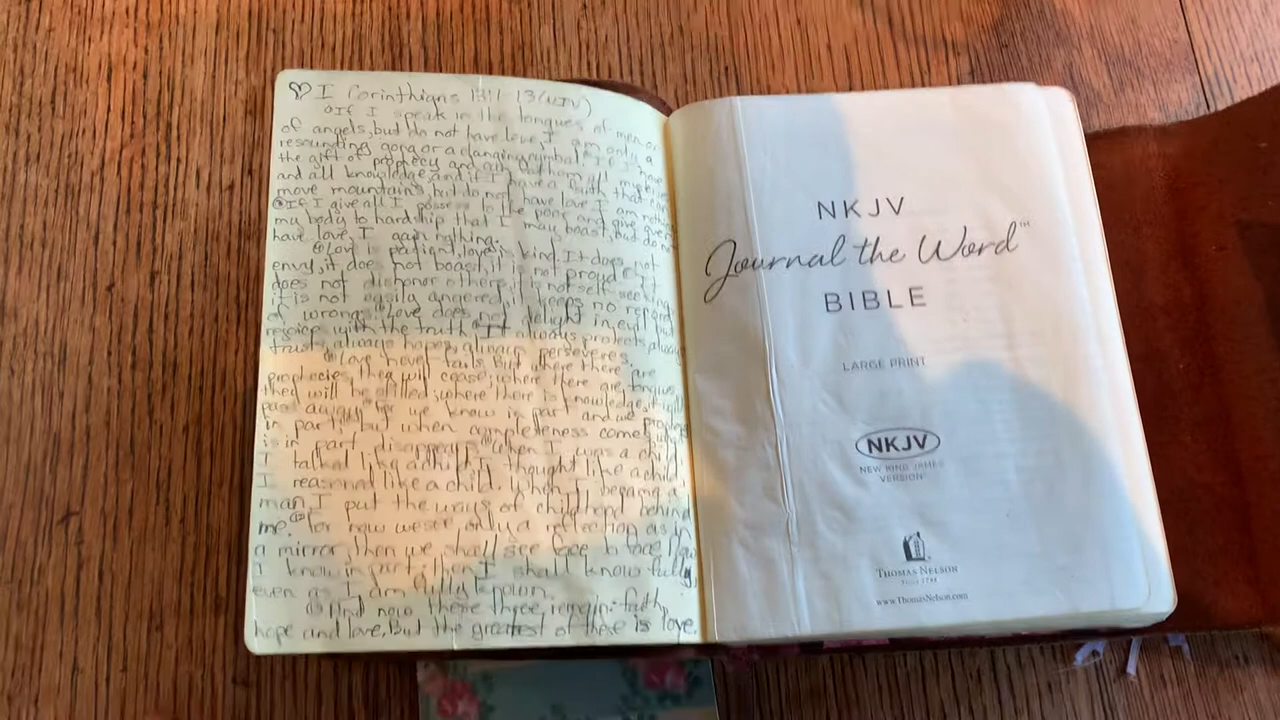 ♡ I Corinthians 13:1-13 (NIV)
① If I speak in the tongues of men or
of angels, but do not have love, I am only a
resounding gong or a clanging cymbal. If I have
the gift of prophecy and fathom all mysteries
and all knowledge, and if I have a faith that can
move mountains, but do not have love, I am nothing
③ If I give all I possess to the poor and give over
my body to hardship that I may boast, but do not
have love, I gain nothing.
④ Love is patient, love is kind. It does not
envy, it does not boast, it is not proud. It
does not dishonor others, it is not self-seeking
it is not easily angered, it keeps no record
of wrongs. Love does not delight in evil but
rejoice with the truth. It always protects, always
trusts, always hopes, always perseveres.
⑧ Love never fails. But where there are
prophecies, they will cease; where there are tongues
they will be stilled; where there is knowledge, it will
pass away. For we know in part and we prophesy
in part, but when completeness comes, what
is in part disappears. When I was a child
I talked like a child, I thought like a child
I reasoned like a child. When I became a
man, I put the ways of childhood behind
me. ⑫ For now we see only a reflection as in
a mirror, then we shall see face to face. Now
I know in part; then I shall know fully,
even as I am fully known.
⑬ And now these three remain: faith,
hope and love. But the greatest of these is love.
NKJV
Journal the Word™
BIBLE
LARGE PRINT
NKJV
NEW KING JAMES
VERSION®
THOMAS NELSON
Since 1798
www.ThomasNelson.com